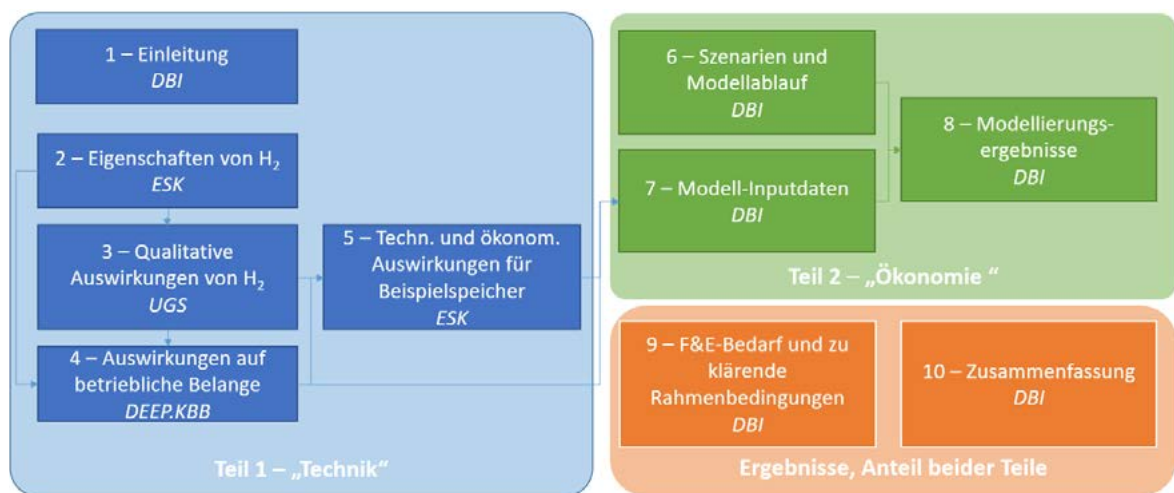 1 – Einleitung
DBI
2 – Eigenschaften von H₂
ESK
3 – Qualitative
Auswirkungen von H₂
UGS
4 – Auswirkungen auf
betriebliche Belange
DEEP.KBB
5 – Techn. und ökonom.
Auswirkungen für
Beispielspeicher
ESK
Teil 1 – „Technik“
6 – Szenarien und
Modellablauf
DBI
7 – Modell-Inputdaten
DBI
8 – Modellierungs-
ergebnisse
DBI
Teil 2 – „Ökonomie “
9 – F&E-Bedarf und zu
klärende
Rahmenbedingungen
DBI
10 – Zusammenfassung
DBI
Ergebnisse, Anteil beider Teile